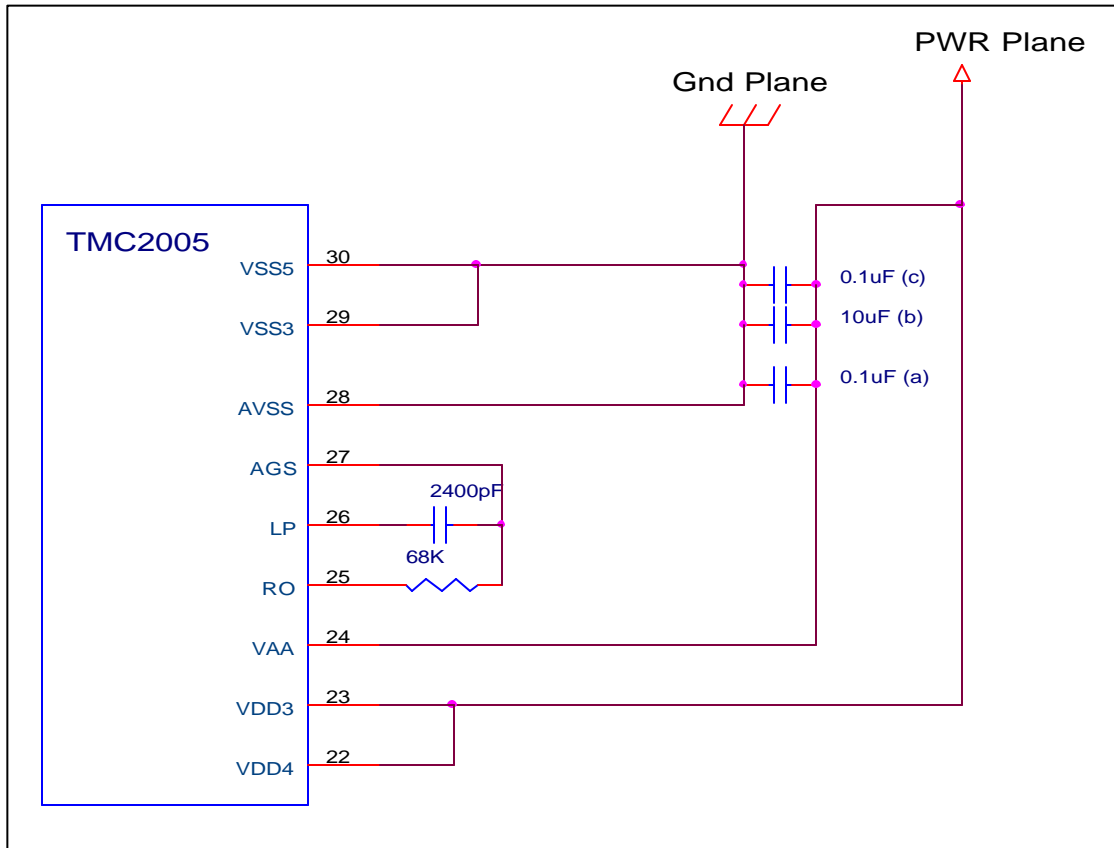 PWR Plane
Gnd Plane
TMC2005
VSS5 30
0.1uF (c)
VSS3 29
10uF (b)
0.1uF (a)
AVSS 28
AGS 27
2400pF
LP 26
68K
RO 25
VAA 24
VDD3 23
VDD4 22